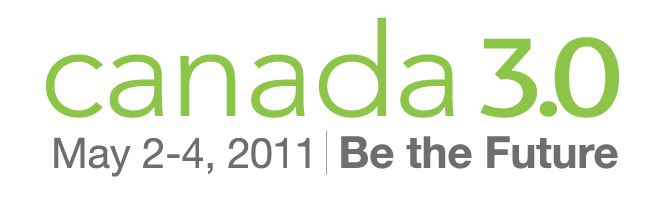 canada 3.0
May 2-4, 2011 | Be the Future